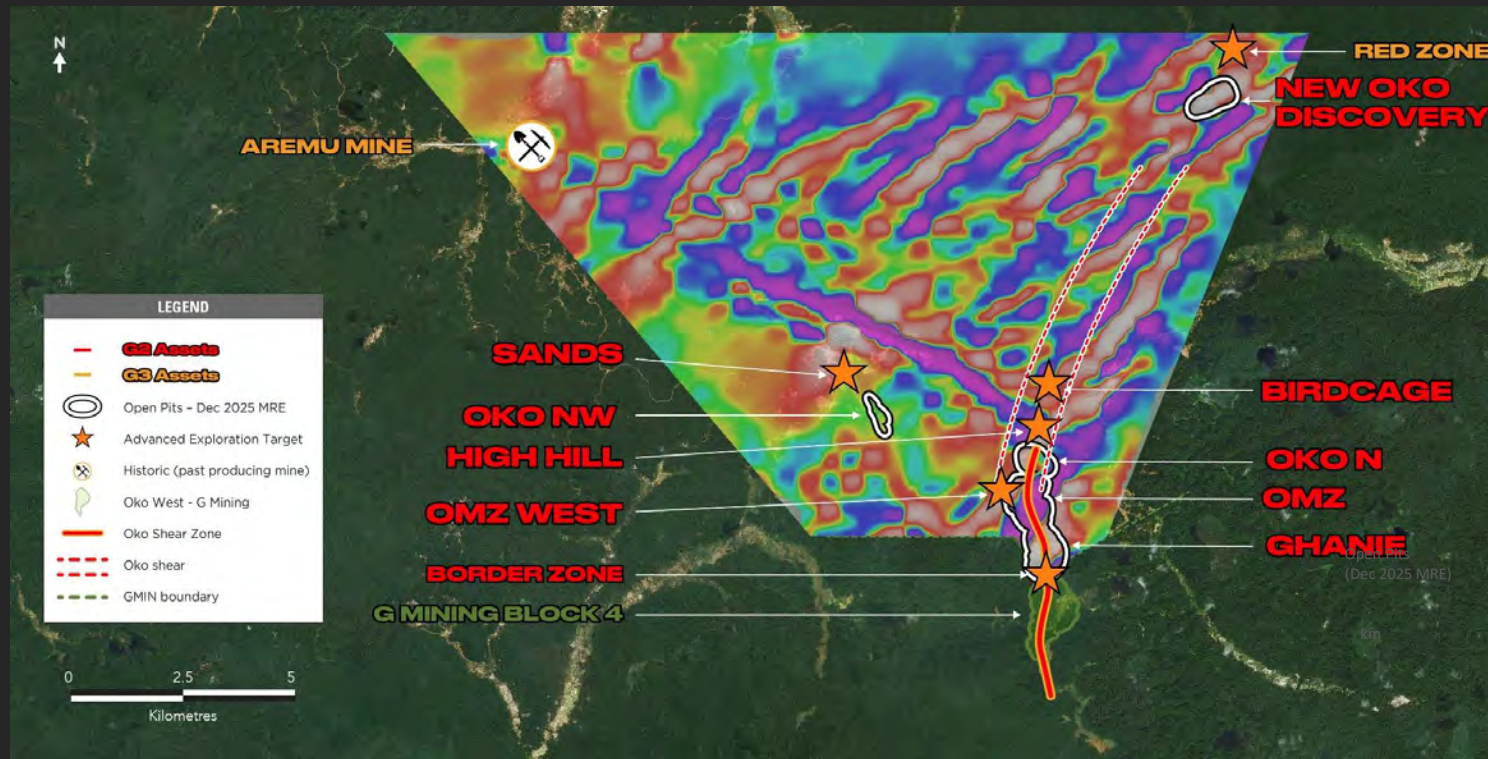 N
RED ZONE
NEW OKO
DISCOVERY
AREMU MINE
LEGEND
G2 Assets
G3 Assets
Open Pits – Dec 2025 MRE
Advanced Exploration Target
Historic (past producing mine)
Oko West - G Mining
Oko Shear Zone
Oko shear
GMIN boundary
SANDS
OKO NW
HIGH HILL
OMZ WEST
BORDER ZONE
G MINING BLOCK 4
BIRDCAGE
OKO N
OMZ
GHANIE
Open Pits
(Dec 2025 MRE)
km
0 2.5 5
Kilometres